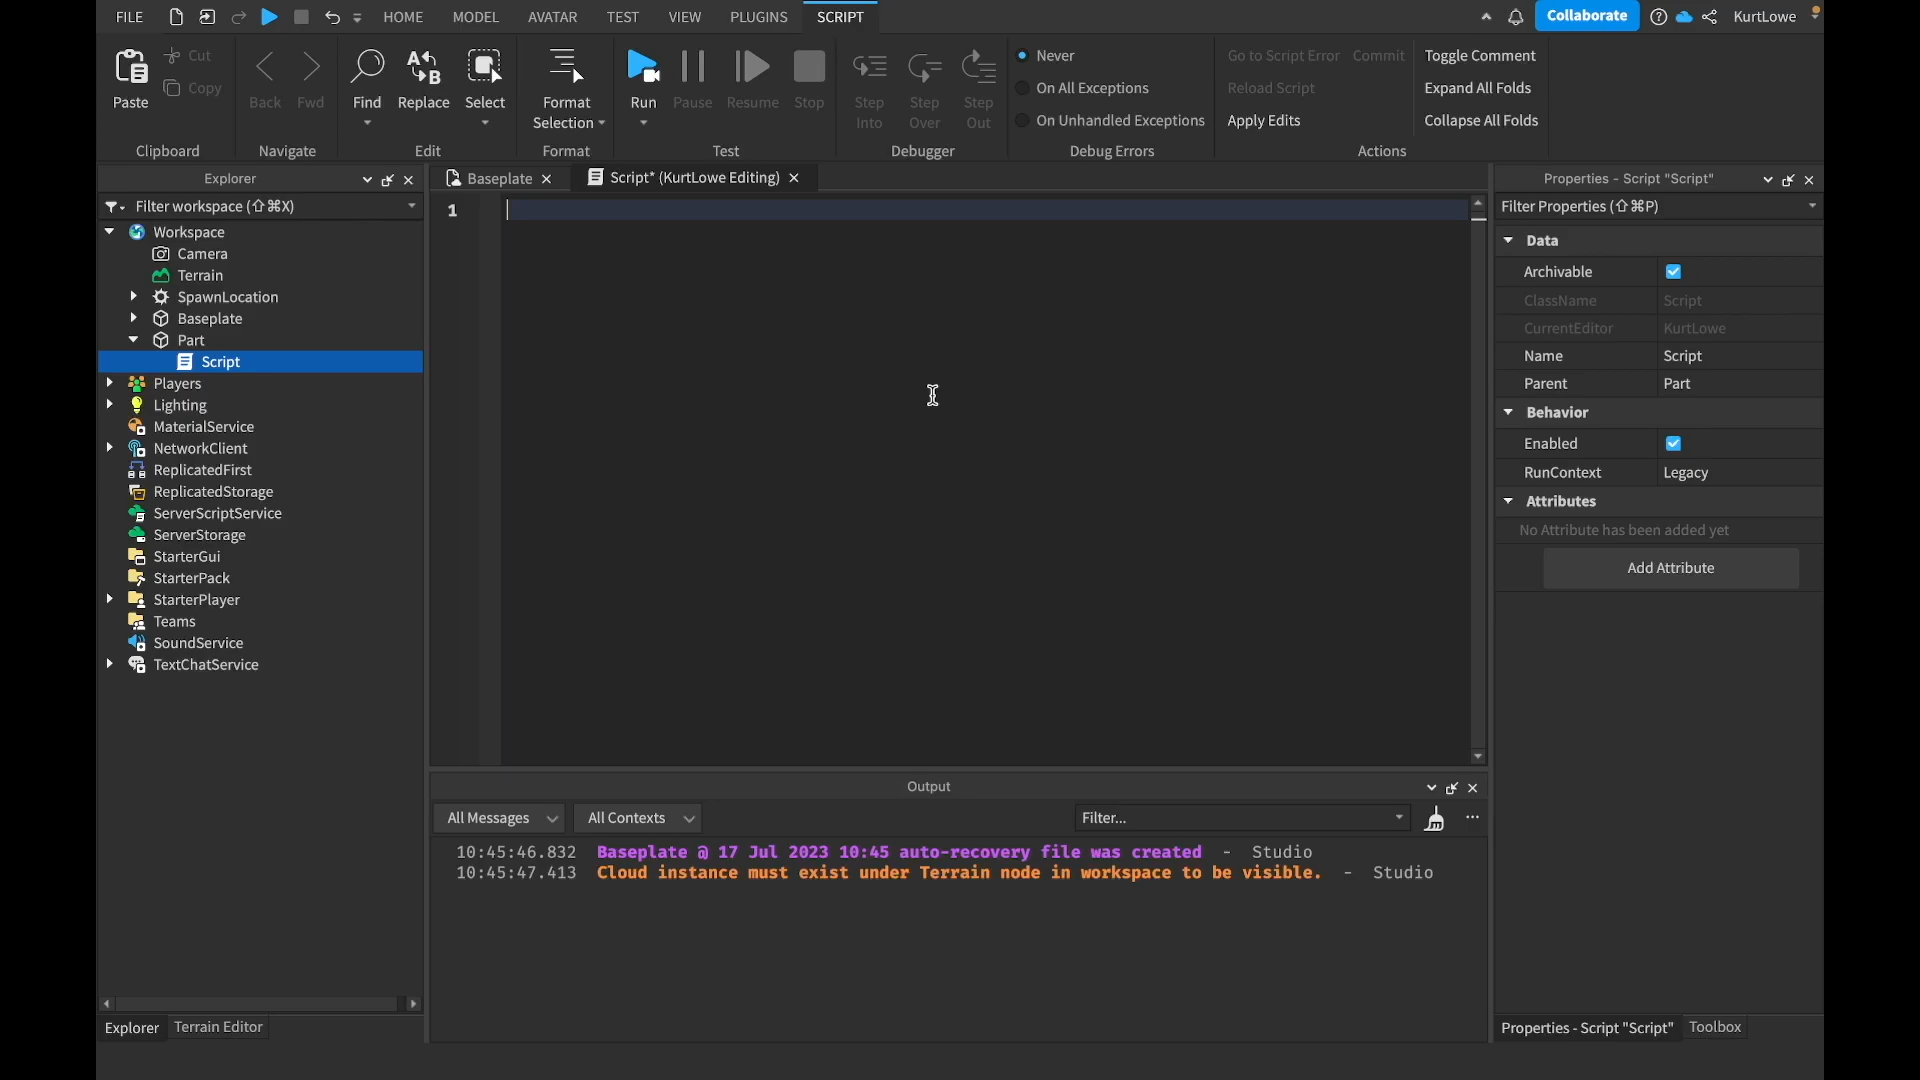 FILE HOME MODEL AVATAR TEST VIEW PLUGINS SCRIPT Collaborate KurtLowe
Paste
Cut
Copy
Clipboard
Back
Fwd
Navigate
Find
Replace
Select
Edit
Format
Selection
Format
Run
Pause
Resume
Stop
Test
Step
Into
Step
Over
Step
Out
Debugger
Never
On All Exceptions
On Unhandled Exceptions
Debug Errors
Go to Script Error
Commit
Reload Script
Apply Edits
Toggle Comment
Expand All Folds
Collapse All Folds
Actions
Explorer
Filter workspace (⇧⌘X)
Workspace
Camera
Terrain
SpawnLocation
Baseplate
Part
Script
Players
Lighting
MaterialService
NetworkClient
ReplicatedFirst
ReplicatedStorage
ServerScriptService
ServerStorage
StarterGui
StarterPack
StarterPlayer
Teams
SoundService
TextChatService
Explorer
Terrain Editor
Baseplate
Script* (KurtLowe Editing)
1
Output
All Messages
All Contexts
Filter...
10:45:46.832 Baseplate @ 17 Jul 2023 10:45 auto-recovery file was created - Studio
10:45:47.413 Cloud instance must exist under Terrain node in workspace to be visible. - Studio
Properties - Script "Script"
Filter Properties (⇧⌘P)
Data
Archivable
ClassName Script
CurrentEditor KurtLowe
Name Script
Parent Part
Behavior
Enabled
RunContext Legacy
Attributes
No Attribute has been added yet
Add Attribute
Properties - Script "Script"
Toolbox